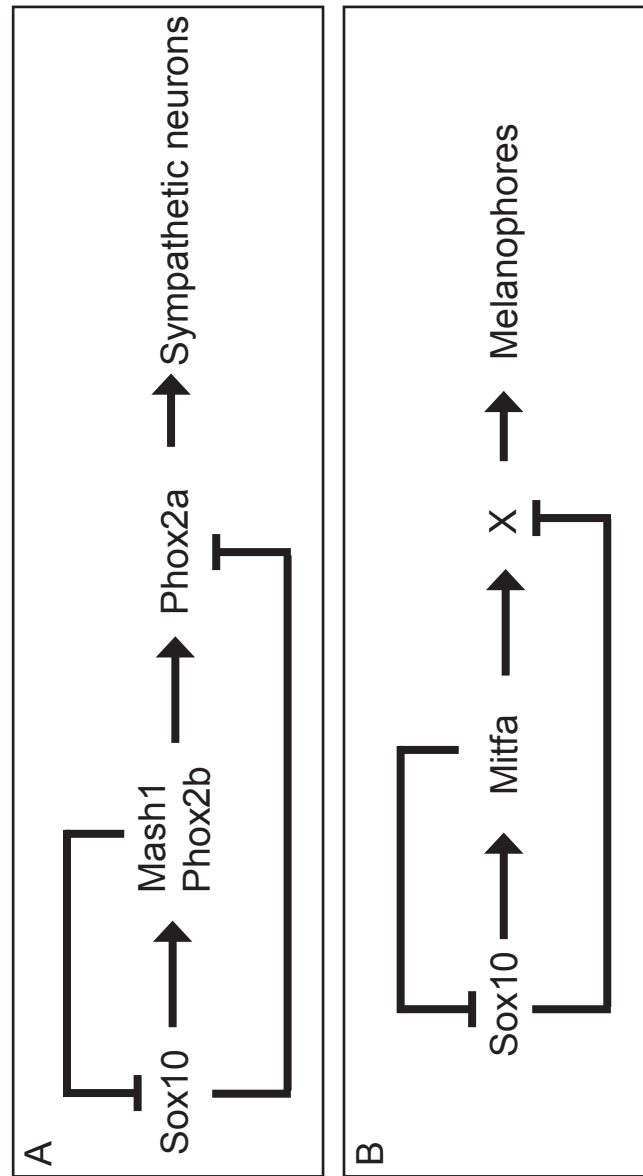 A
Sox10
Mash1
Phox2b
Phox2a
Sympathetic neurons
B
Sox10
Mitfa
X
Melanophores